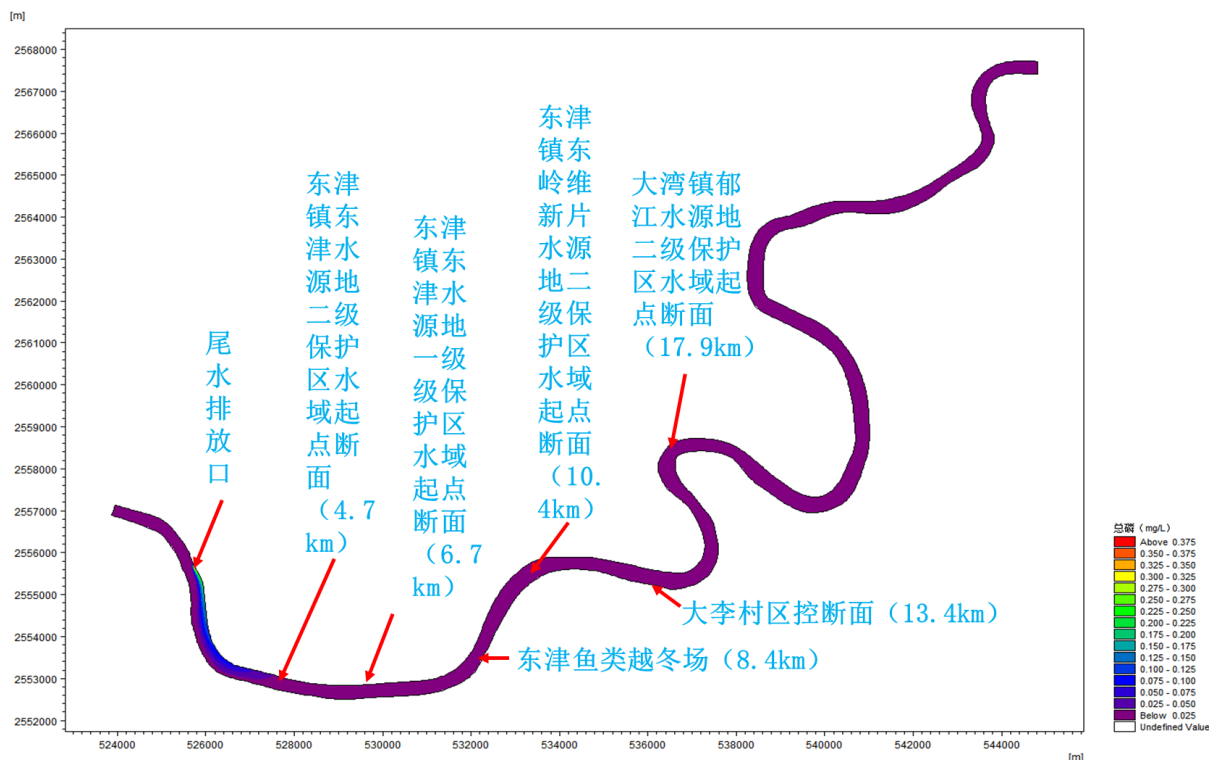 [m]
2568000
2567000
2566000
2565000
2564000
2563000
2562000
2561000
2560000
2559000
2558000
2557000
2556000
2555000
2554000
2553000
2552000
尾
水
排
放
口
东津
镇东
津水
源地
二级
保护
区水
域起
点断
面
（4.7
km）
东津
镇东
津水
源地
一级
级保
护区
水域
起点
断面
（6.7
km）
东津
镇东
岭维
新片
水源
地二
级保
护区
水域
起点
断面
（10.
4km）
大湾镇郁
江水源地
二级保护
区水域起
点断面
（17.9km）
大李村区控断面（13.4km）
东津鱼类越冬场（8.4km）
524000
526000
528000
530000
532000
534000
536000
538000
540000
542000
544000
[m]
总磷（mg/L）
Above 0.375
0.350 - 0.375
0.325 - 0.350
0.300 - 0.325
0.275 - 0.300
0.250 - 0.275
0.225 - 0.250
0.200 - 0.225
0.175 - 0.200
0.150 - 0.175
0.125 - 0.150
0.100 - 0.125
0.075 - 0.100
0.050 - 0.075
0.025 - 0.050
Below 0.025
Undefined Value